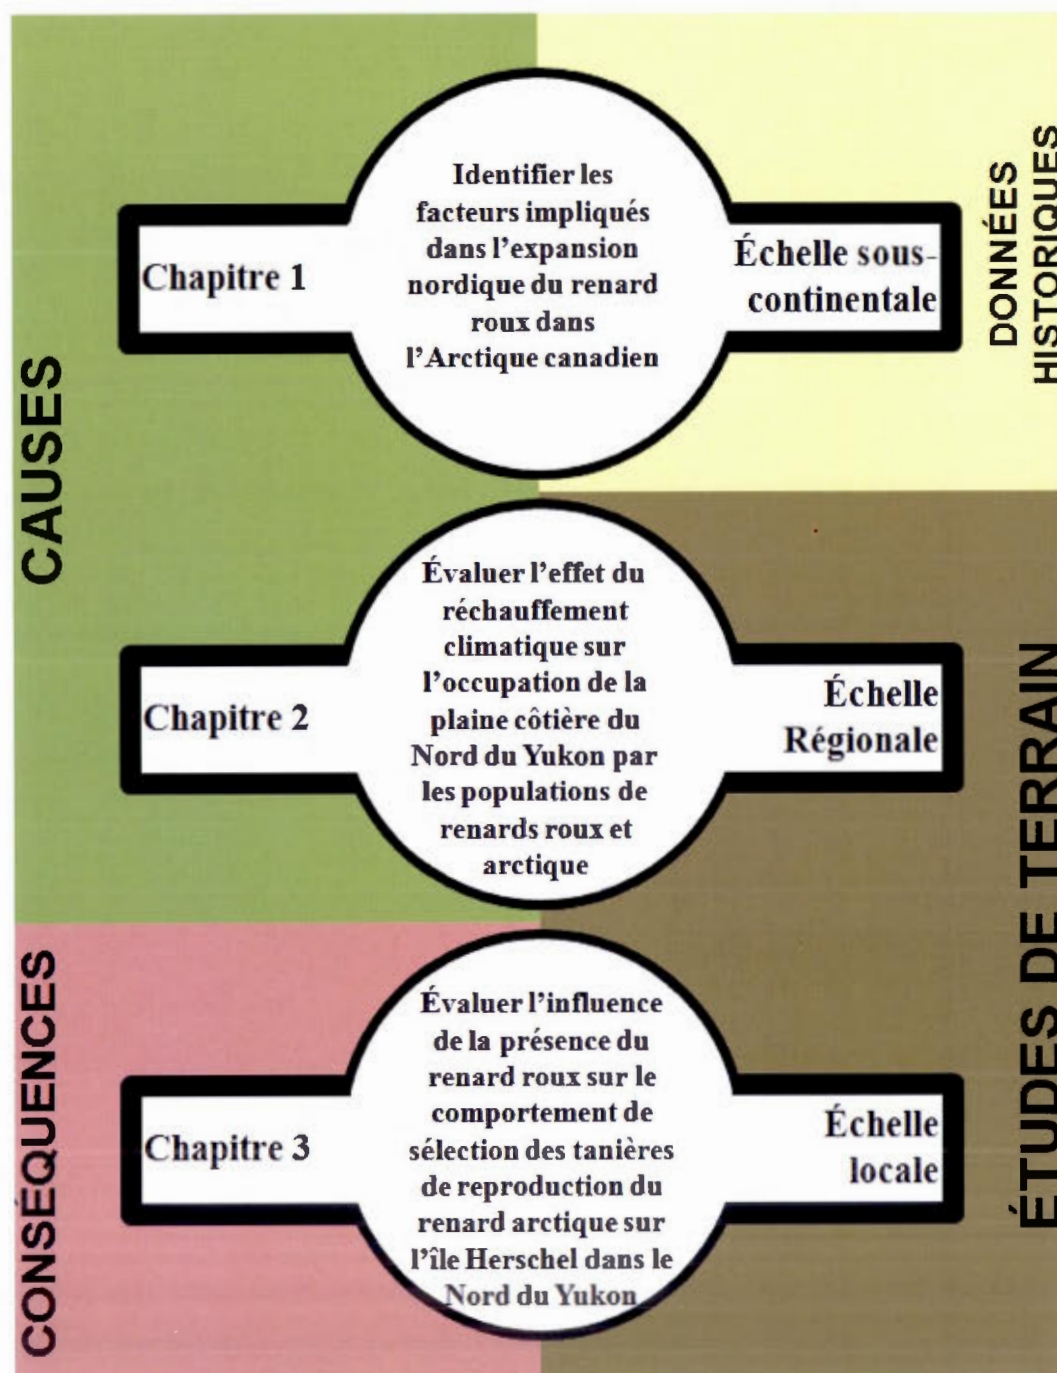 CAUSES
Chapitre 1
Identifier les
facteurs impliqués
dans l'expansion
nordique du renard
roux dans
l'Arctique canadien
Échelle sous-
continentale
DONNÉES
HISTORIQUES
Chapitre 2
Évaluer l'effet du
réchauffement
climatique sur
l'occupation de la
plaine côtière du
Nord du Yukon par
les populations de
renards roux et
arctique
Échelle
Régionale
ÉTUDES DE TERRAIN
CONSÉQUENCES
Chapitre 3
Évaluer l'influence
de la présence du
renard roux sur le
comportement de
sélection des tanières
de reproduction du
renard arctique sur
l'île Herschel dans le
Nord du Yukon
Échelle
locale